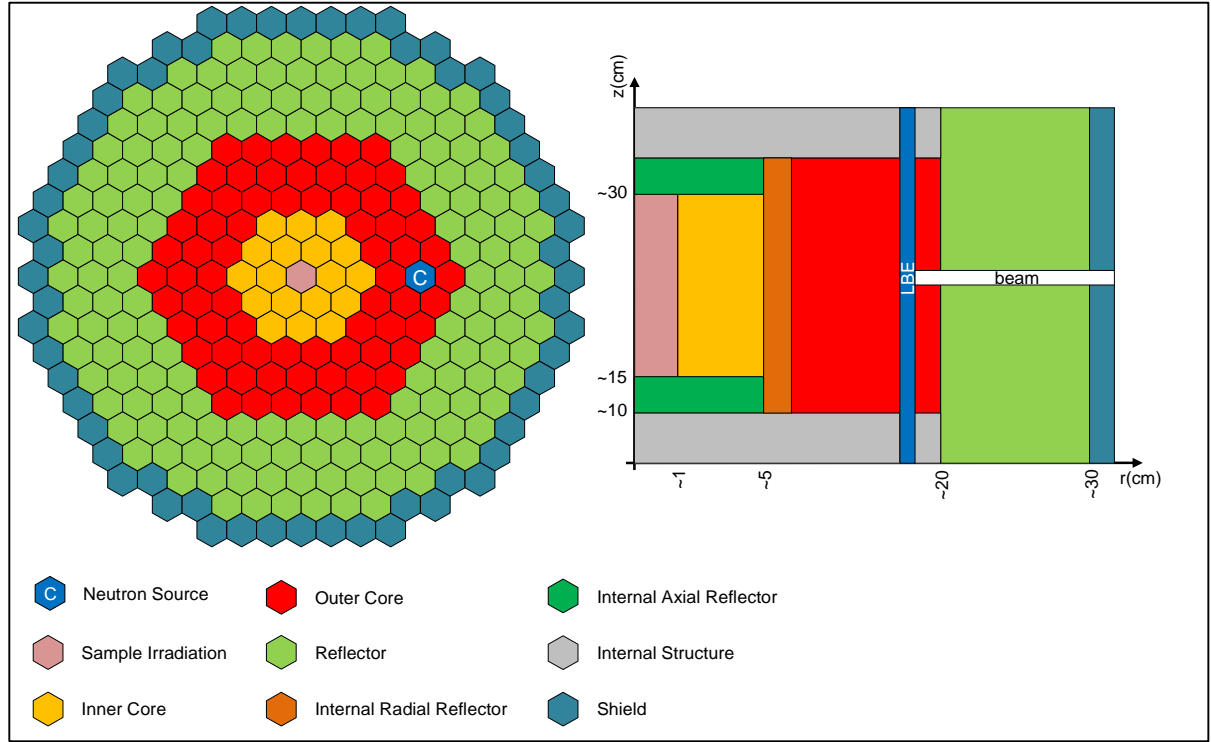 C
z(cm)
~30
~15
~10
LBE
beam
~1
~5
~20
~30
r(cm)
C Neutron Source
Outer Core
Internal Axial Reflector
Sample Irradiation
Reflector
Internal Structure
Inner Core
Internal Radial Reflector
Shield